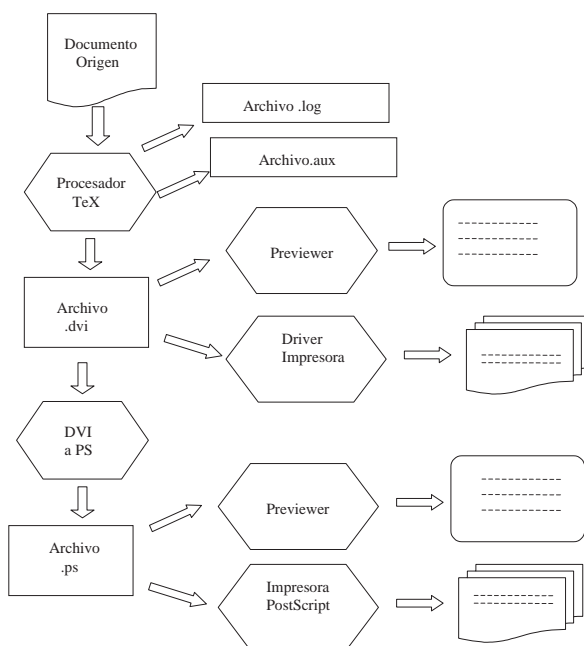 Documento
Origen
Archivo .log
Archivo.aux
Procesador
TeX
Previewer
Archivo
.dvi
Driver
Impresora
DVI
a PS
Previewer
Archivo
.ps
Impresora
PostScript